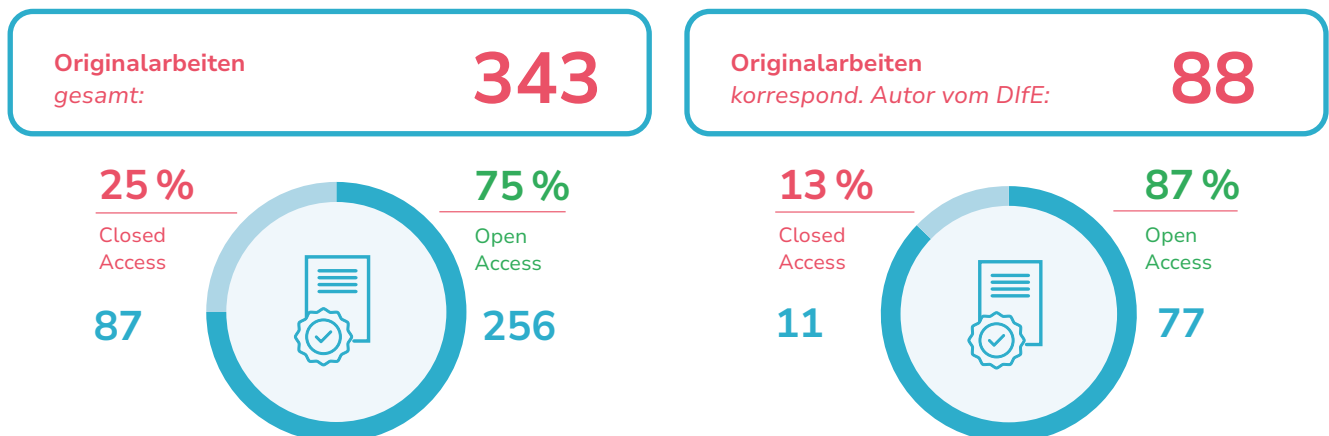 Originalarbeiten
gesamt:
343
25 %
Closed
Access
87
75 %
Open
Access
256
Originalarbeiten
korrespond. Autor vom DIfE:
88
13 %
Closed
Access
11
87 %
Open
Access
77